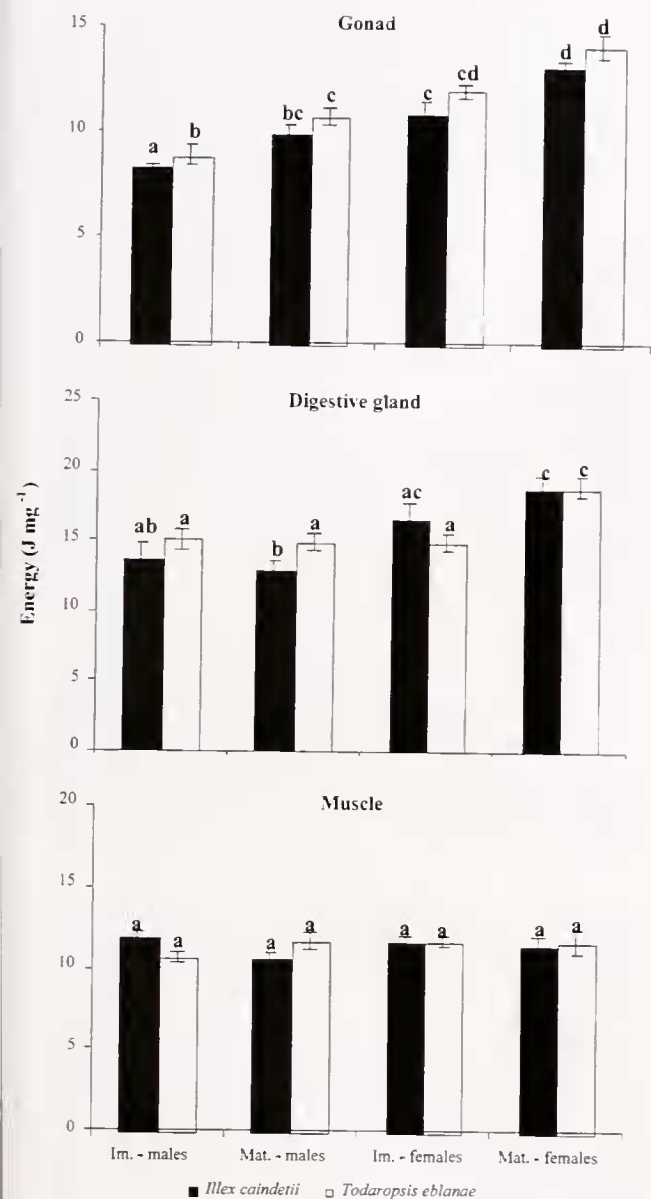 Gonad
15
10
5
0
a b bc c c cd d d
Digestive gland
25
20
15
10
5
0
ab a b a ac a c c
Energy (J mg -1)
Muscle
20
15
10
5
0
a a a a a a a a
Im. - males Mat. - males Im. - females Mat. - females
■ Illex caindetii □ Todaropsis eblanae